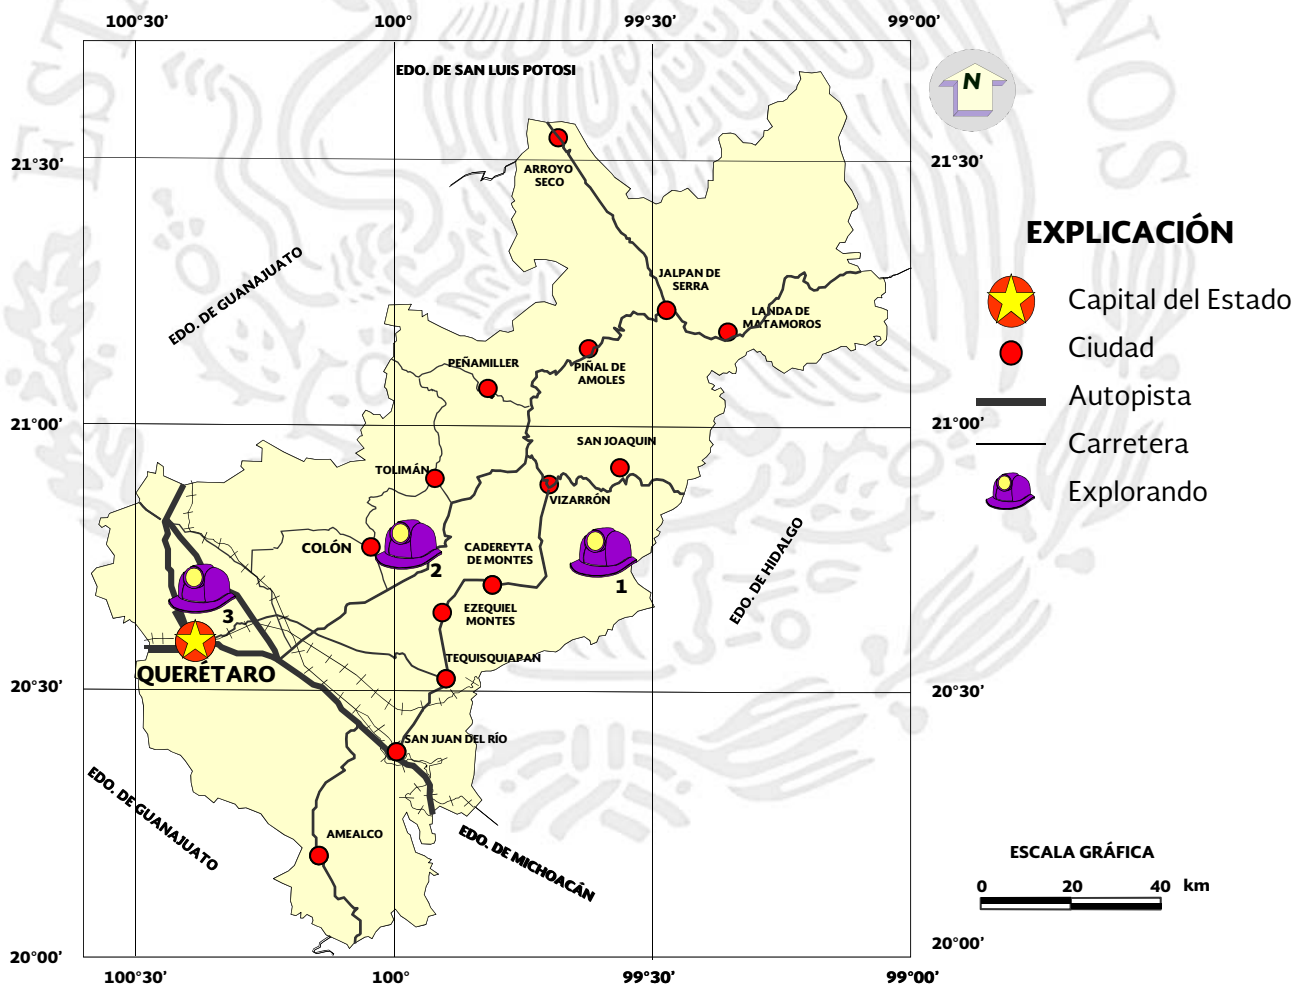 100°30'
100°
99°30'
99°00'
EDO. DE SAN LUIS POTOSI
N
21°30'
21°30'
ARROYO
SECO
EXPLICACIÓN
EDO. DE GUANAJUATO
JALPAN DE
SERRA
Capital del Estado
LANDA DE
MATAMOROS
Ciudad
PEÑAMILLER
PIÑAL DE
AMOLES
Autopista
21°00'
21°00'
SAN JOAQUIN
Carretera
TOLIMÁN
VIZARRÓN
Explorando
COLÓN
CADEREYTA
DE MONTES
2
1
EDO. DE HIDALGO
3
EZEQUIEL
MONTES
TEQUISQUIAPAN
QUERÉTARO
20°30'
20°30'
SAN JUAN DEL RÍO
EDO. DE GUANAJUATO
AMEALCO
EDO. DE MICHOACÁN
ESCALA GRÁFICA
0 20 40 km
20°00'
20°00'
100°30'
100°
99°30'
99°00'
EST
NOS